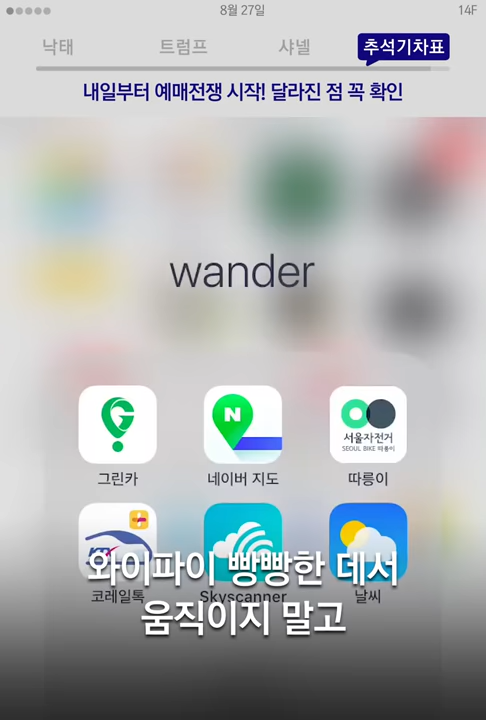 8월 27일
14F
낙태
트럼프
샤넬
추석기차표
내일부터 예매전쟁 시작! 달라진 점 꼭 확인
wander
N
서울자전거
SEOUL BIKE 따릉이
그린카
네이버 지도
따릉이
코레일톡
Skyscanner
날씨
와이파이 빵빵한 데서
움직이지 말고